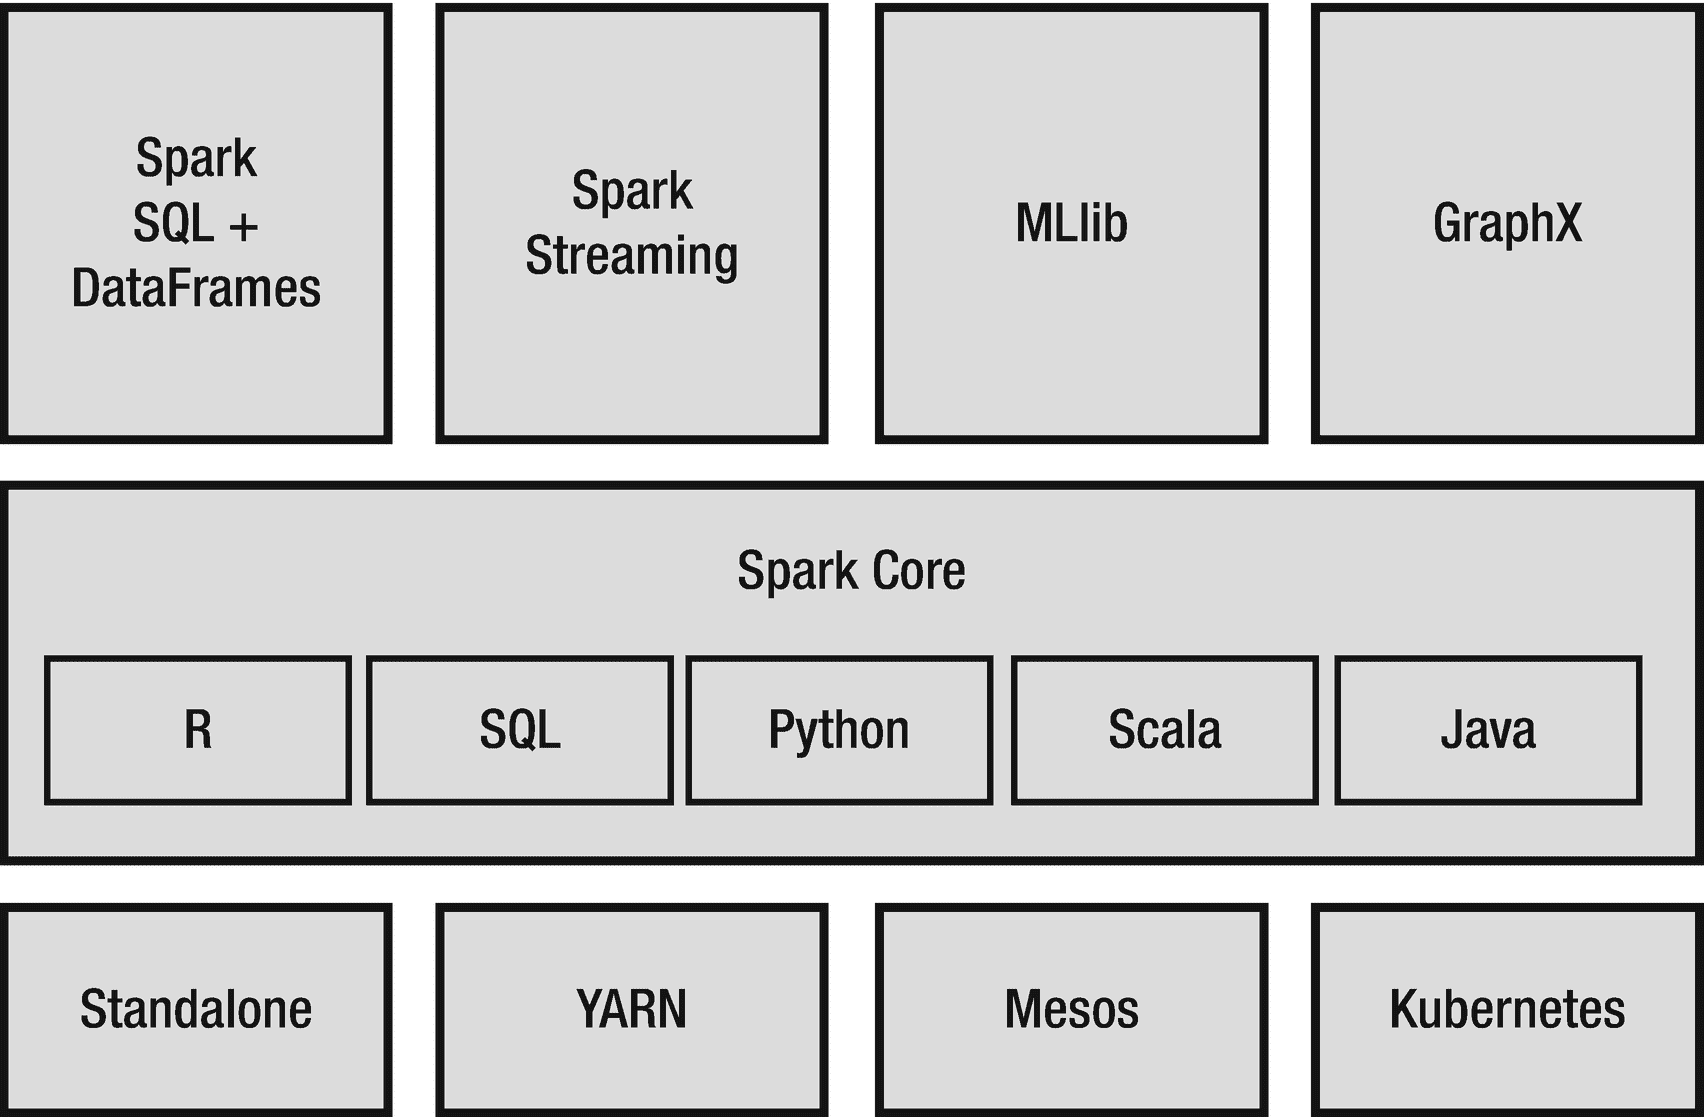 Spark
SQL +
DataFrames
Spark
Streaming
MLlib
GraphX
Spark Core
R
SQL
Python
Scala
Java
Standalone
YARN
Mesos
Kubernetes